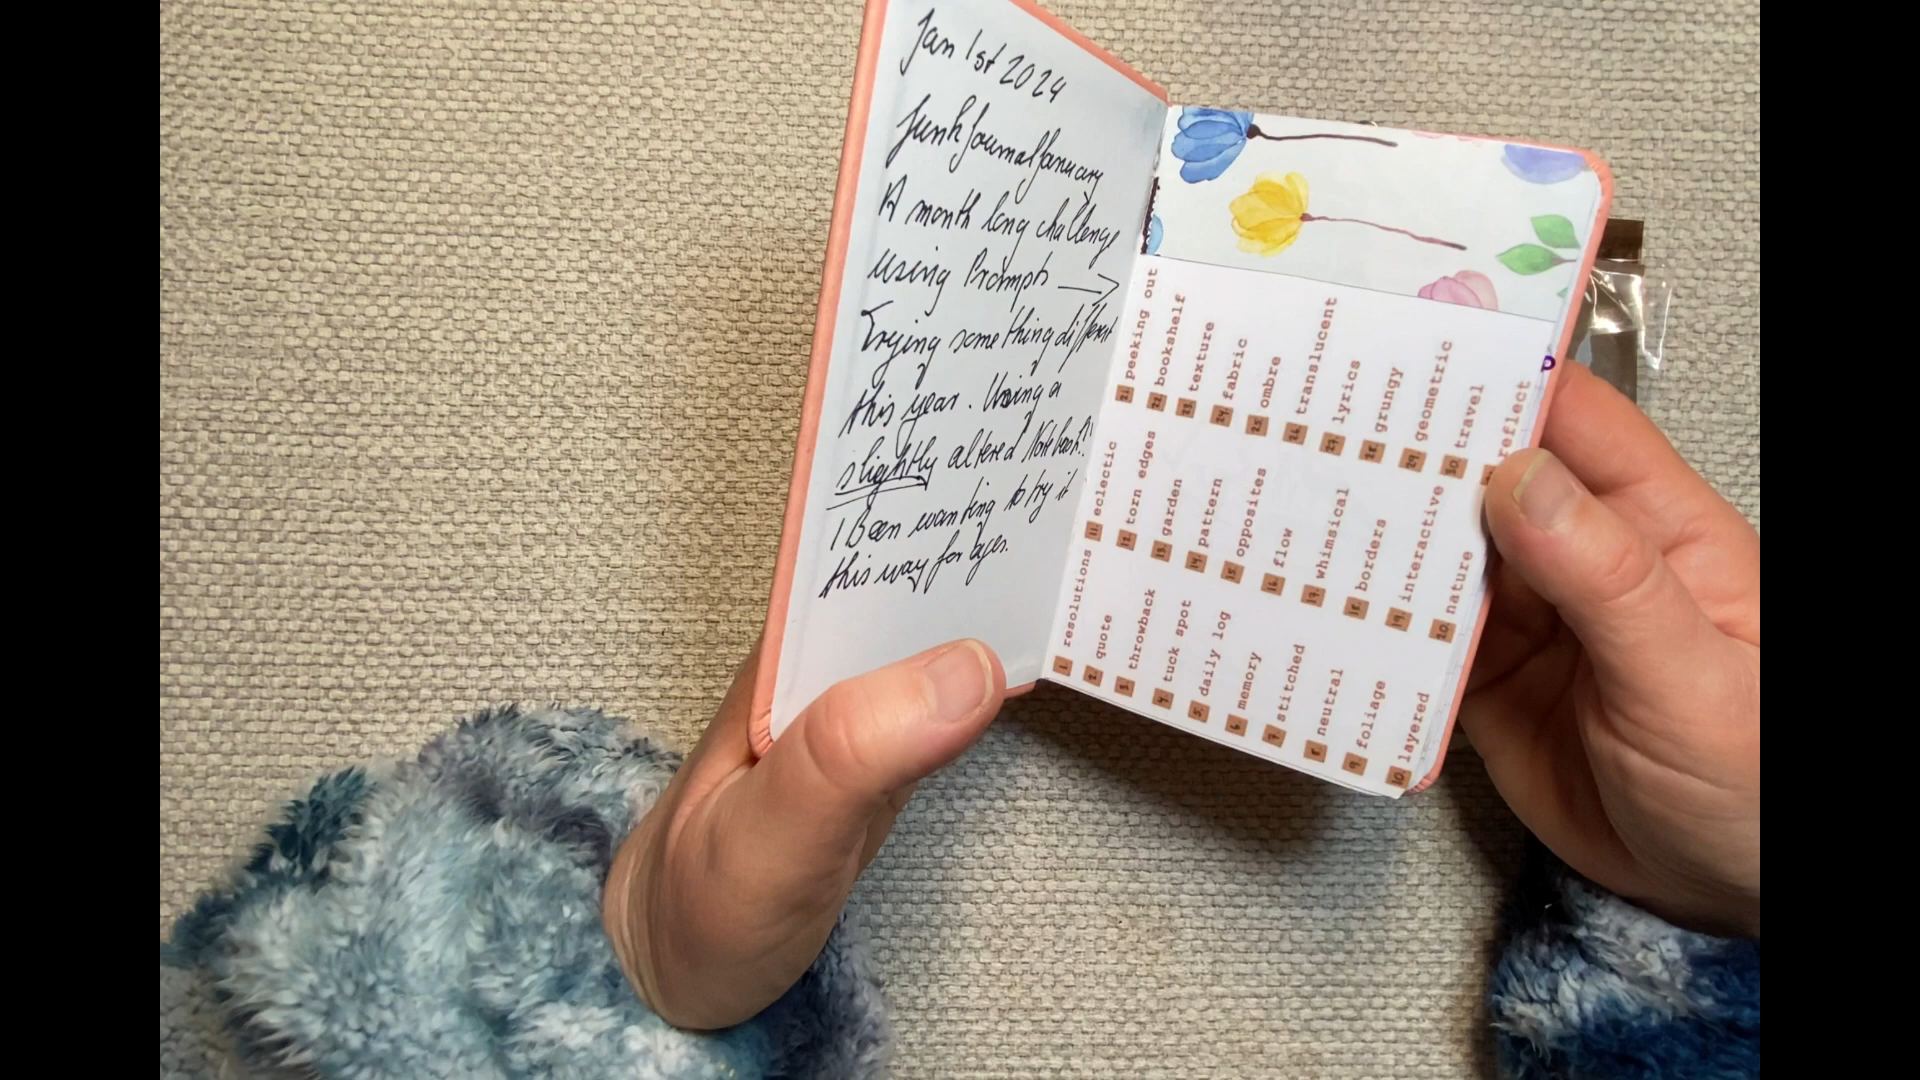 Jan 1st 2024
Junk Journal January
A month long challenge
using Prompts →
Trying something different
this year. Using a
slightly altered Notebook!!
I Been wanting to try it
this way for ages.
1. resolutions
2. quote
3. throwback
4. tuck spot
5. daily log
6. memory
7. stitched
8. neutral
9. foliage
10. layered
11. eclectic
12. torn edges
13. garden
14. pattern
15. opposites
16. flow
17. whimsical
18. borders
19. interactive
20. nature
21. peeking out
22. bookshelf
23. texture
24. fabric
25. ombre
26. translucent
27. lyrics
28. grungy
29. geometric
30. travel
reflect